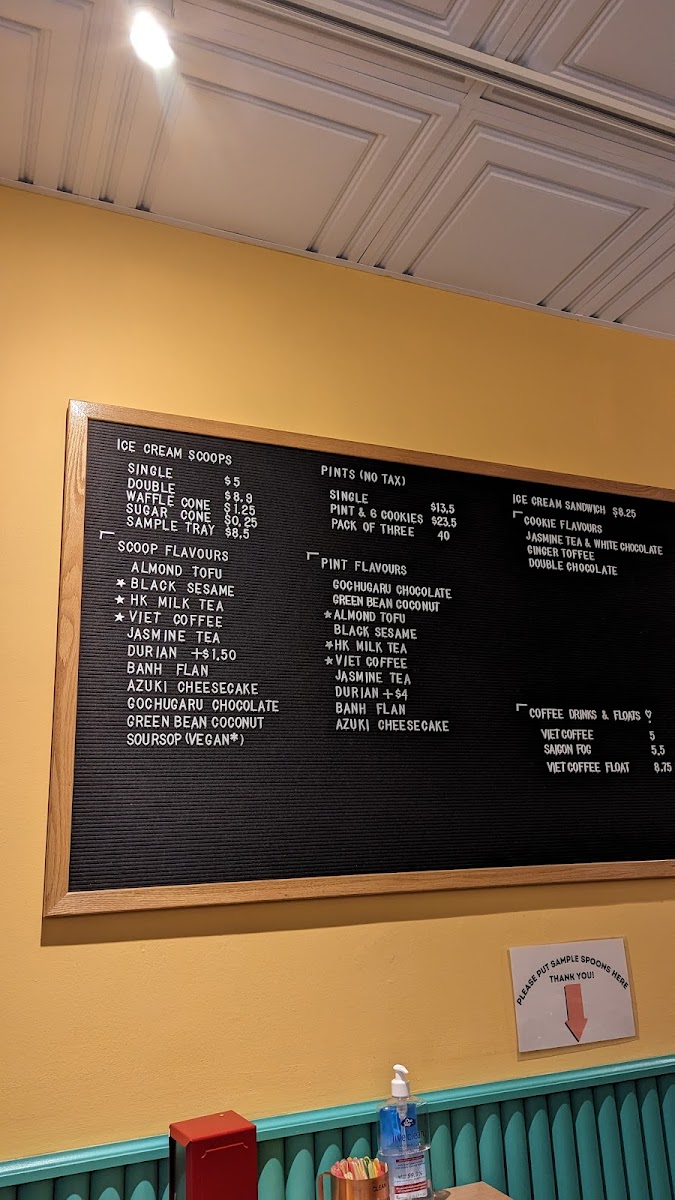 ICE CREAM SCOOPS
SINGLE $5
DOUBLE $8.9
WAFFLE CONE $1.25
SUGAR CONE $0.25
SAMPLE TRAY $8.5
SCOOP FLAVOURS
ALMOND TOFU
★ BLACK SESAME
★ HK MILK TEA
★ VIET COFFEE
JASMINE TEA
DURIAN +$1.50
BANH FLAN
AZUKI CHEESECAKE
GOCHUGARU CHOCOLATE
GREEN BEAN COCONUT
SOURSOP (VEGAN*)
PINTS (NO TAX)
SINGLE $13.5
PINT & 6 COOKIES $23.5
PACK OF THREE 40
PINT FLAVOURS
GOCHUGARU CHOCOLATE
GREEN BEAN COCONUT
★ ALMOND TOFU
BLACK SESAME
★ HK MILK TEA
★ VIET COFFEE
JASMINE TEA
DURIAN +$4
BANH FLAN
AZUKI CHEESECAKE
ICE CREAM SANDWICH $8.25
COOKIE FLAVOURS
JASMINE TEA & WHITE CHOCOLATE
GINGER TOFFEE
DOUBLE CHOCOLATE
COFFEE DRINKS & FLOATS ♡
VIET COFFEE 5
SAIGON FOG 5.5
VIET COFFEE FLOAT 8.75
PLEASE PUT SAMPLE SPOONS HERE
THANK YOU!
live clean
99.9%
CLEAN